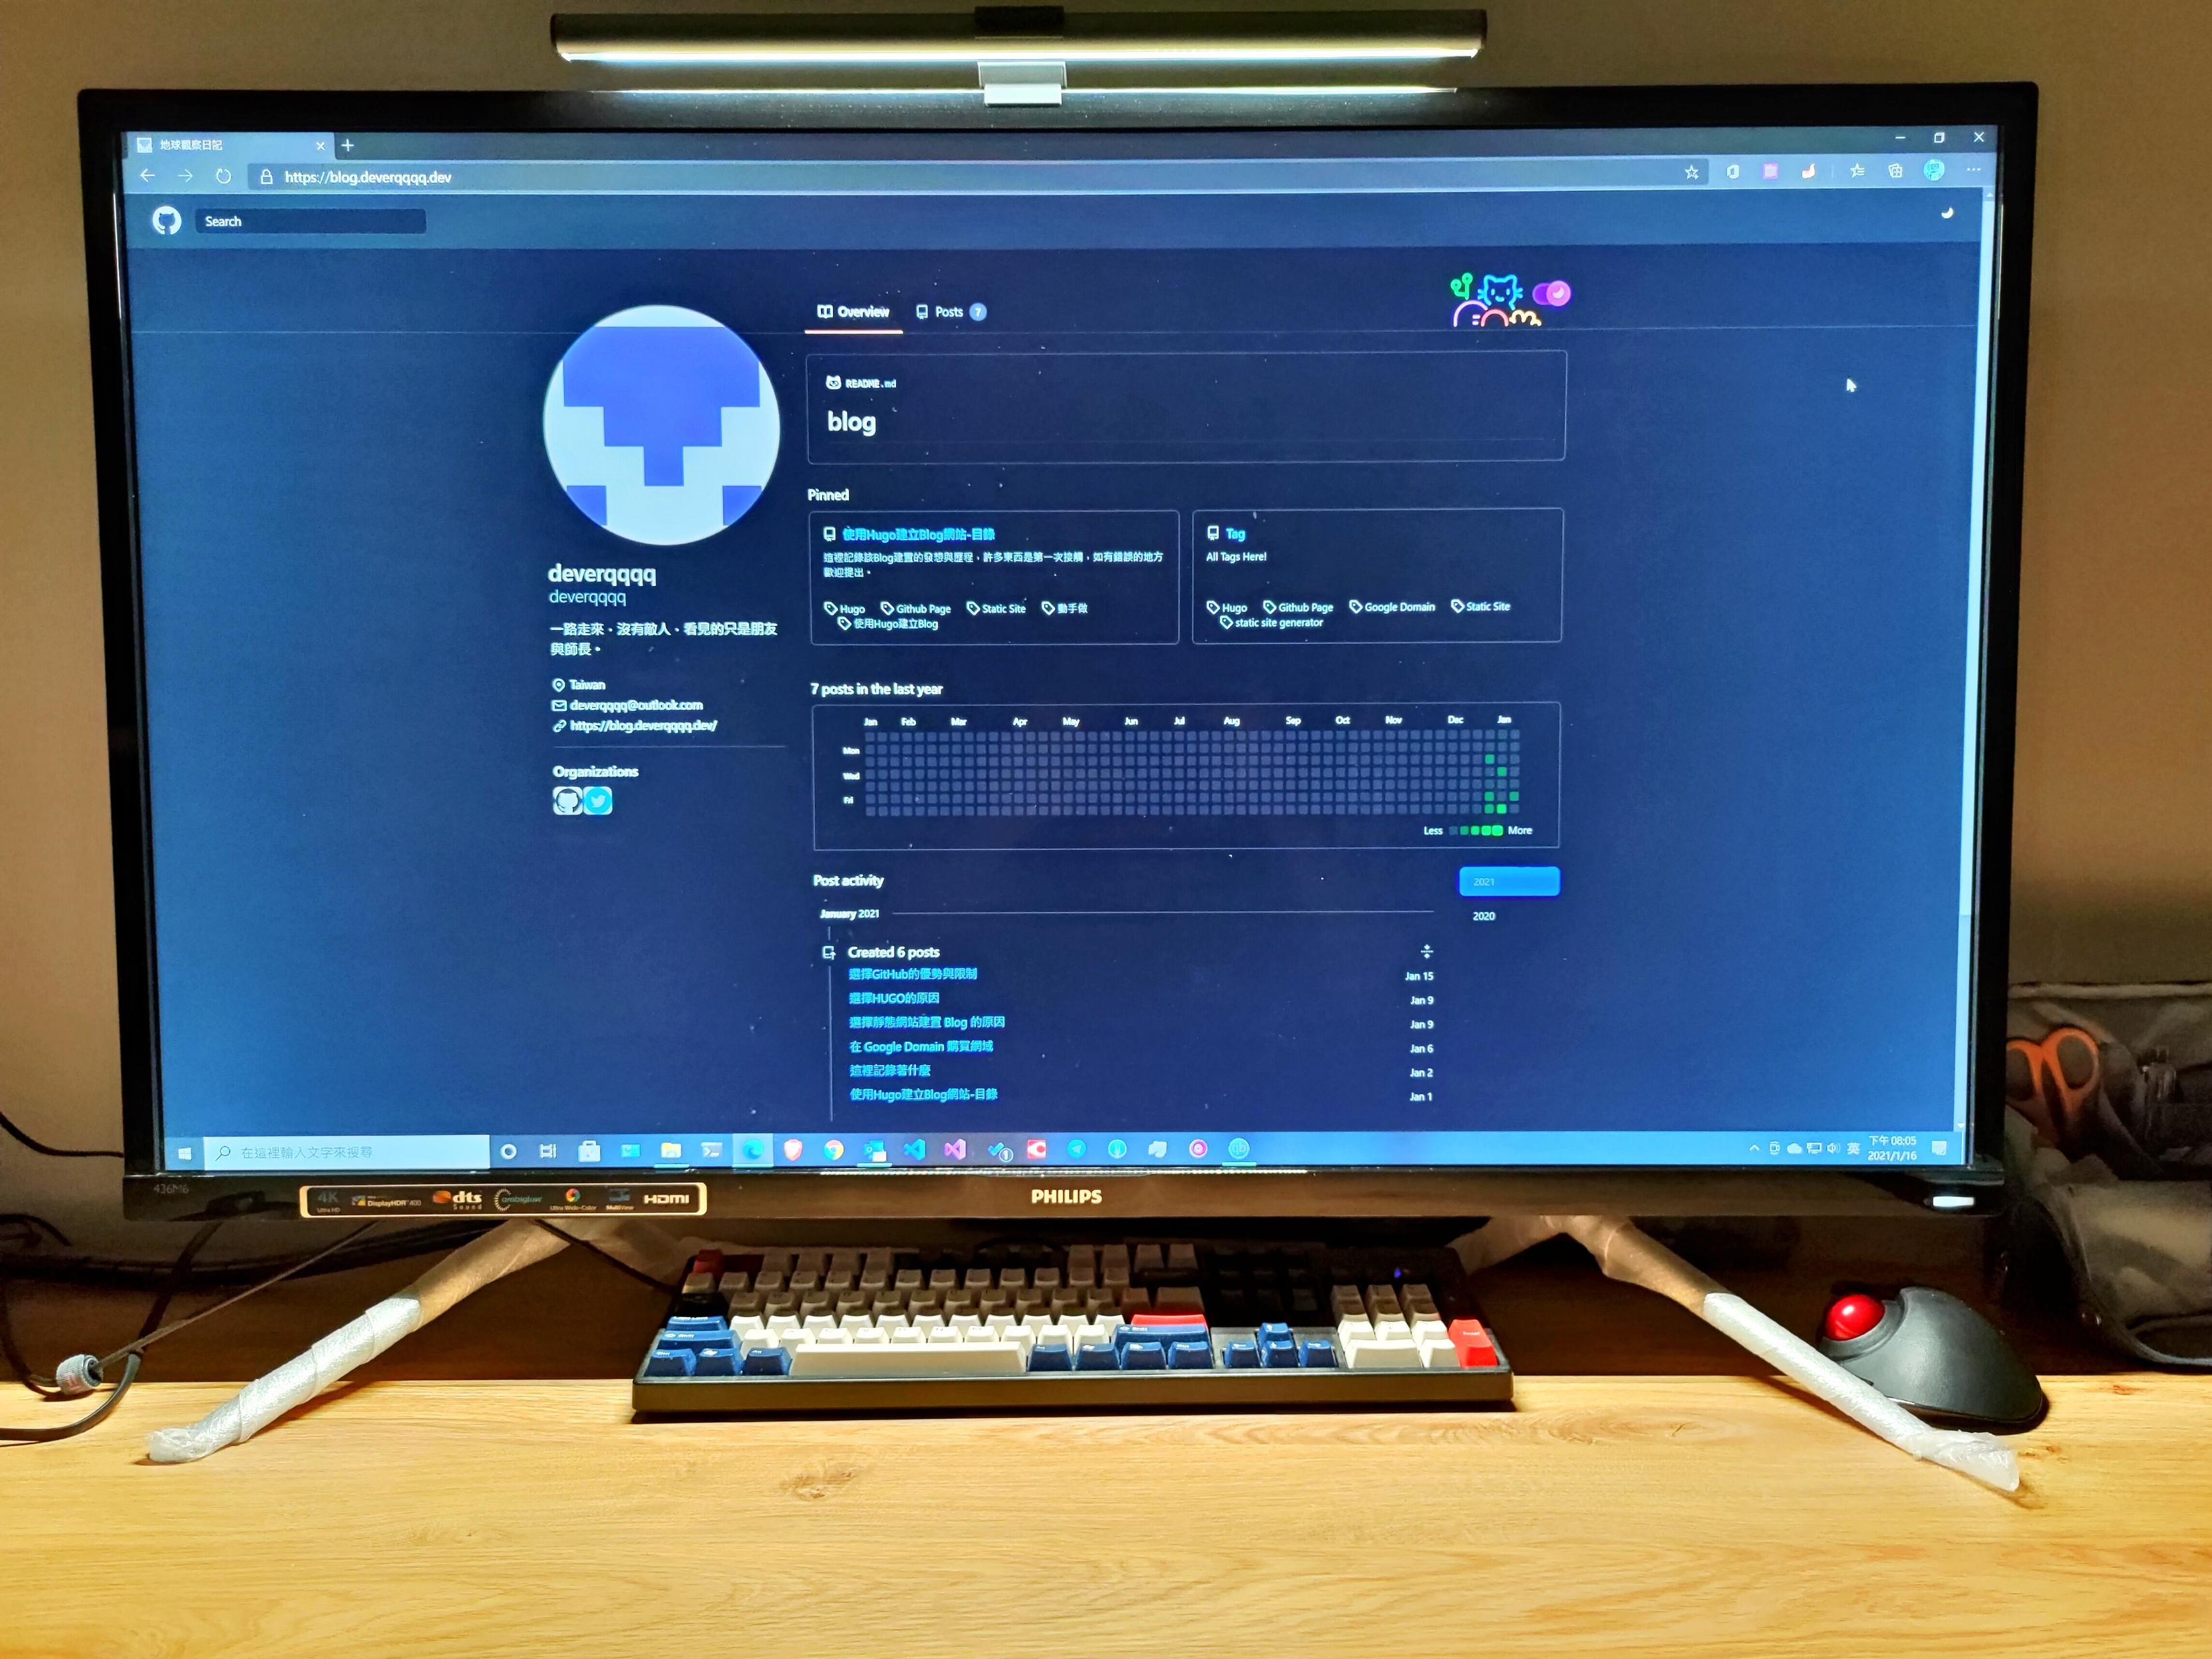 地球觀察日記
https://blog.deverqqqq.dev
Search
Overview
Posts 7
README.md
blog
Pinned
使用Hugo建立Blog網站-目錄
這裡記錄該Blog建置的發想與歷程，許多東西是第一次接觸，如有錯誤的地方
歡迎提出。
Hugo Github Page Static Site 動手做
使用Hugo建立Blog
Tag
All Tags Here!
Hugo Github Page Google Domain Static Site
static site generator
deverqqqq
deverqqqq
一路走來、沒有敵人、看見的只是朋友
與師長。
Taiwan
deverqqqq@outlook.com
https://blog.deverqqqq.dev/
Organizations
7 posts in the last year
Jan Feb Mar Apr May Jun Jul Aug Sep Oct Nov Dec Jan
Mon
Wed
Fri
Less More
Post activity
2021
2020
January 2021
Created 6 posts
選擇GitHub的優勢與限制 Jan 15
選擇HUGO的原因 Jan 9
選擇靜態網站建置 Blog 的原因 Jan 9
在 Google Domain 購買網域 Jan 6
這裡記錄著什麼 Jan 2
使用Hugo建立Blog網站-目錄 Jan 1
在這裡輸入文字來搜尋
英
下午 08:05
2021/1/16
436M6
4K
Ultra HD
DisplayHDR 400
dts
Sound
ambiglow
Ultra Wide-Color
MultiView
HDMI
PHILIPS